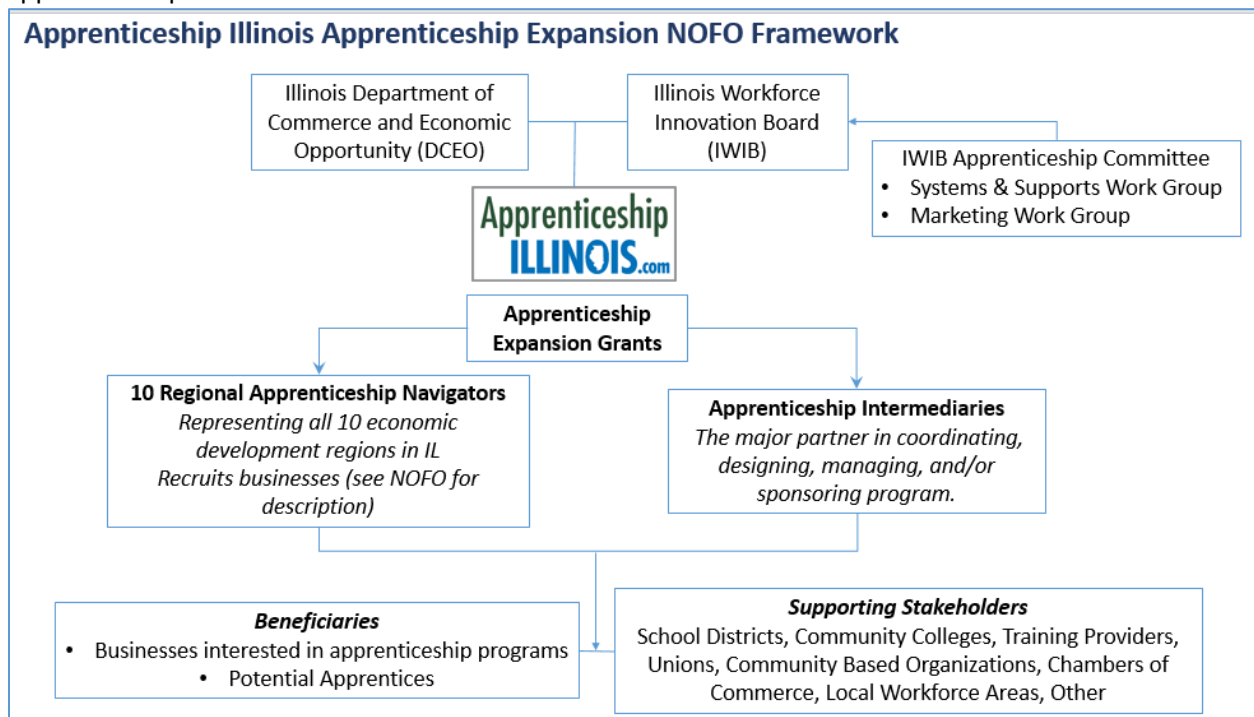 Apprenticeship Illinois Apprenticeship Expansion NOFO Framework
Illinois Department of
Commerce and Economic
Opportunity (DCEO)
Illinois Workforce
Innovation Board
(IWIB)
IWIB Apprenticeship Committee
• Systems & Supports Work Group
• Marketing Work Group
Apprenticeship
ILLINOIS.com
Apprenticeship
Expansion Grants
10 Regional Apprenticeship Navigators
Representing all 10 economic
development regions in IL
Recruits businesses (see NOFO for
description)
Apprenticeship Intermediaries
The major partner in coordinating,
designing, managing, and/or
sponsoring program.
Beneficiaries
• Businesses interested in apprenticeship programs
• Potential Apprentices
Supporting Stakeholders
School Districts, Community Colleges, Training Providers,
Unions, Community Based Organizations, Chambers of
Commerce, Local Workforce Areas, Other